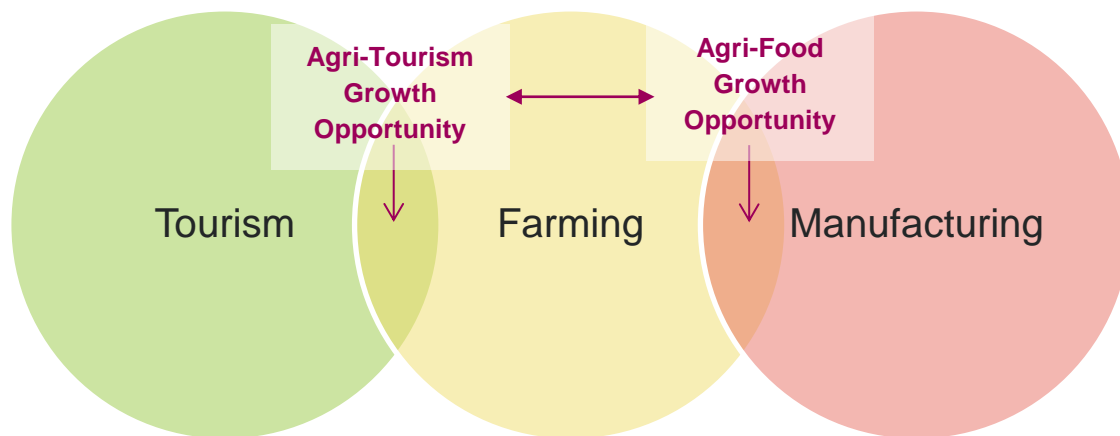 Agri-Tourism
Growth
Opportunity
Agri-Food
Growth
Opportunity
Tourism
Farming
Manufacturing